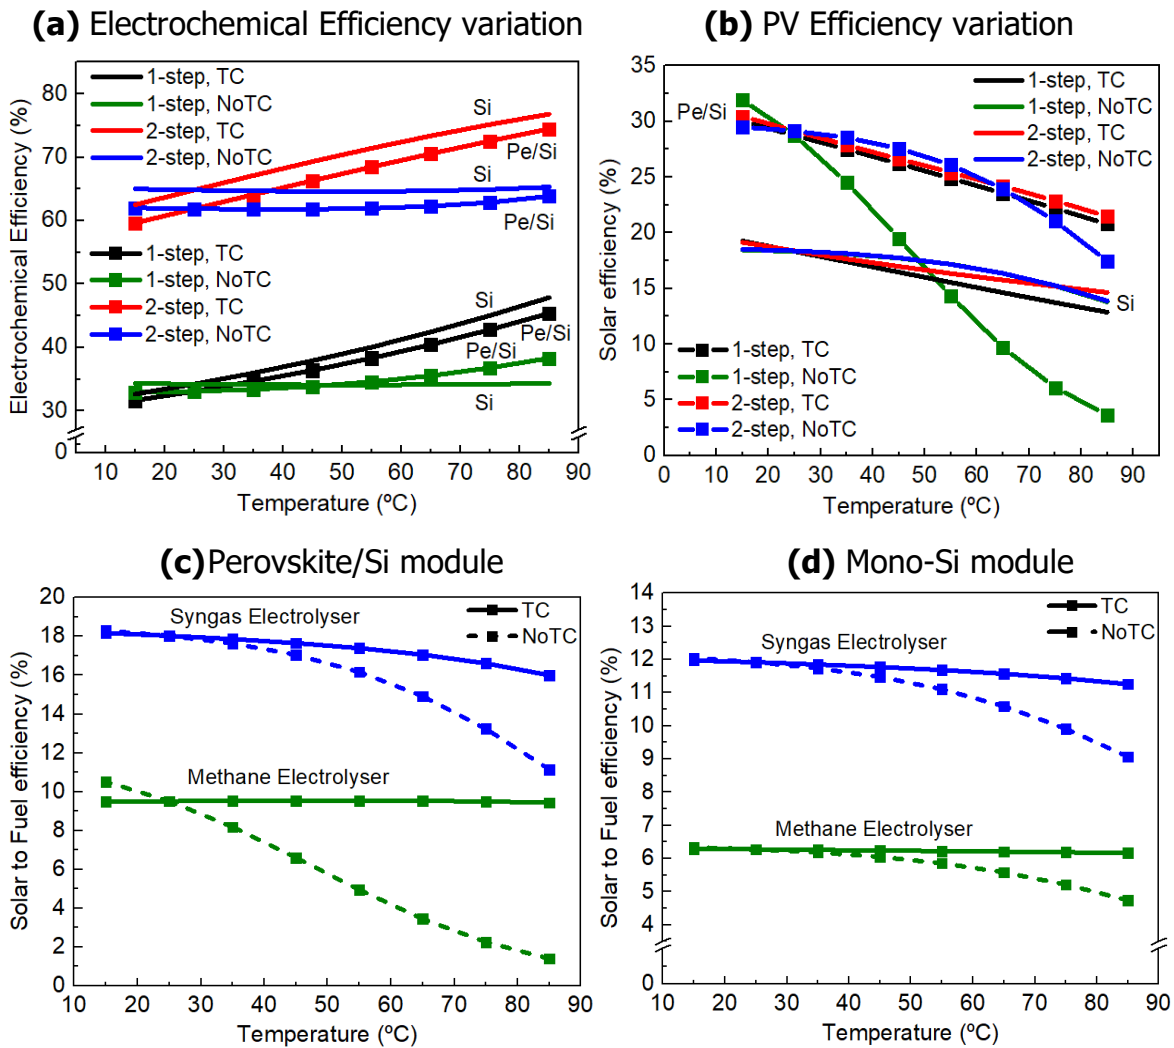 (a) Electrochemical Efficiency variation
Electrochemical Efficiency (%)
80
70
60
50
40
30
0
1-step, TC
1-step, NoTC
2-step, TC
2-step, NoTC
1-step, TC
1-step, NoTC
2-step, TC
2-step, NoTC
Si
Pe/Si
Si
Pe/Si
Si
Pe/Si
Pe/Si
Si
10 20 30 40 50 60 70 80 90
Temperature (ºC)
(b) PV Efficiency variation
Solar efficiency (%)
35
30
25
20
15
10
5
0
Pe/Si
1-step, TC
1-step, NoTC
2-step, TC
2-step, NoTC
Si
1-step, TC
1-step, NoTC
2-step, TC
2-step, NoTC
0 10 20 30 40 50 60 70 80 90
Temperature (ºC)
(c) Perovskite/Si module
Solar to Fuel efficiency (%)
20
18
16
14
12
10
8
6
4
2
0
Syngas Electrolyser
TC
NoTC
Methane Electrolyser
10 20 30 40 50 60 70 80 90
Temperature (ºC)
(d) Mono-Si module
Solar to Fuel efficiency (%)
14
13
12
11
10
9
8
7
6
5
4
0
TC
NoTC
Syngas Electrolyser
Methane Electrolyser
10 20 30 40 50 60 70 80 90
Temperature (ºC)